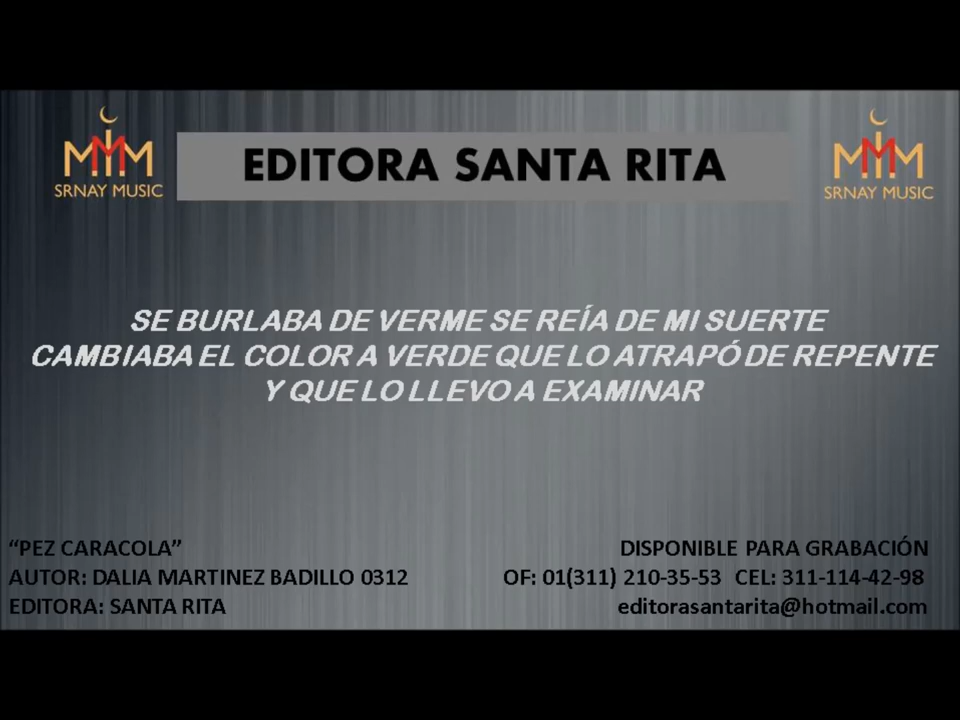 SRNAY MUSIC
EDITORA SANTA RITA
SRNAY MUSIC
SE BURLABA DE VERME SE REÍA DE MI SUERTE
CAMBIABA EL COLOR A VERDE QUE LO ATRAPÓ DE REPENTE
Y QUE LO LLEVO A EXAMINAR
“PEZ CARACOLA”
AUTOR: DALIA MARTINEZ BADILLO 0312
EDITORA: SANTA RITA
DISPONIBLE PARA GRABACIÓN
OF: 01(311) 210-35-53 CEL: 311-114-42-98
editorasantarita@hotmail.com